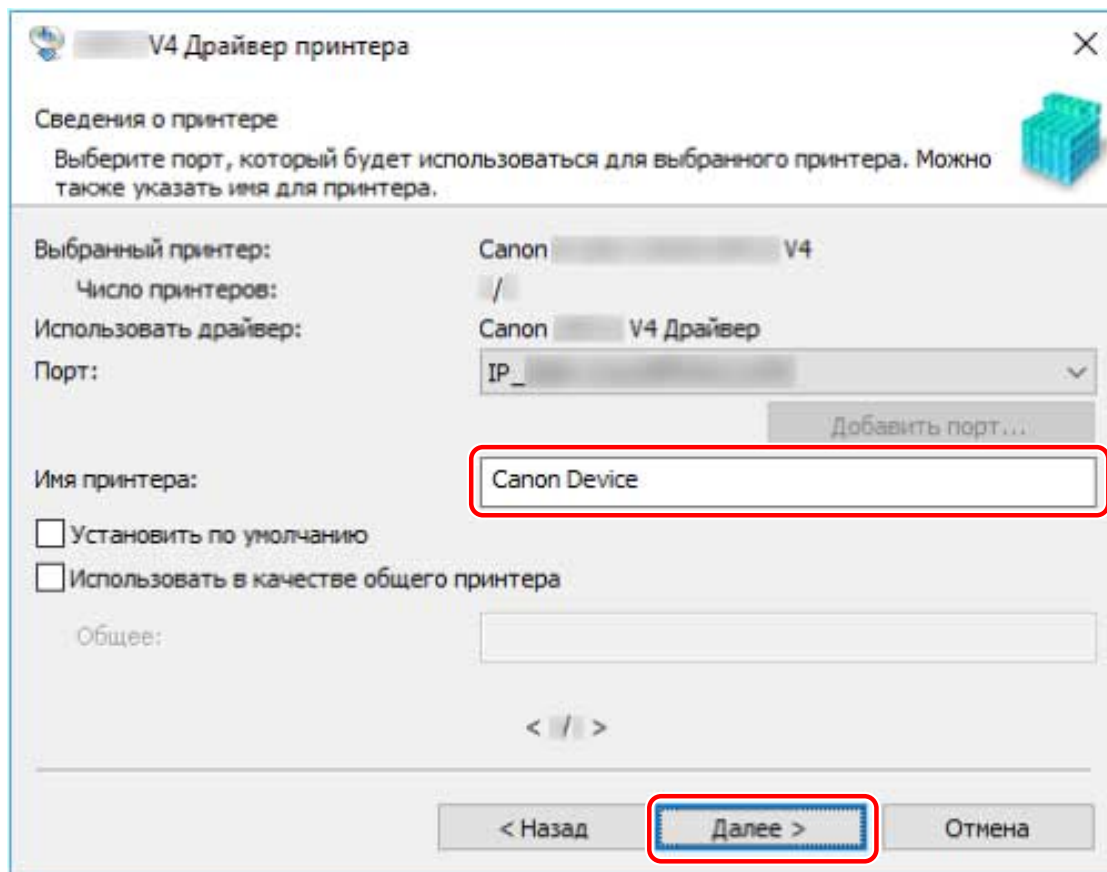 V4 Драйвер принтера
Сведения о принтере
Выберите порт, который будет использоваться для выбранного принтера. Можно
также указать имя для принтера.
Выбранный принтер: Canon V4
Число принтеров: /
Использовать драйвер: Canon V4 Драйвер
Порт: IP_
Добавить порт...
Имя принтера: Canon Device
Установить по умолчанию
Использовать в качестве общего принтера
Общее:
< / >
< Назад Далее > Отмена